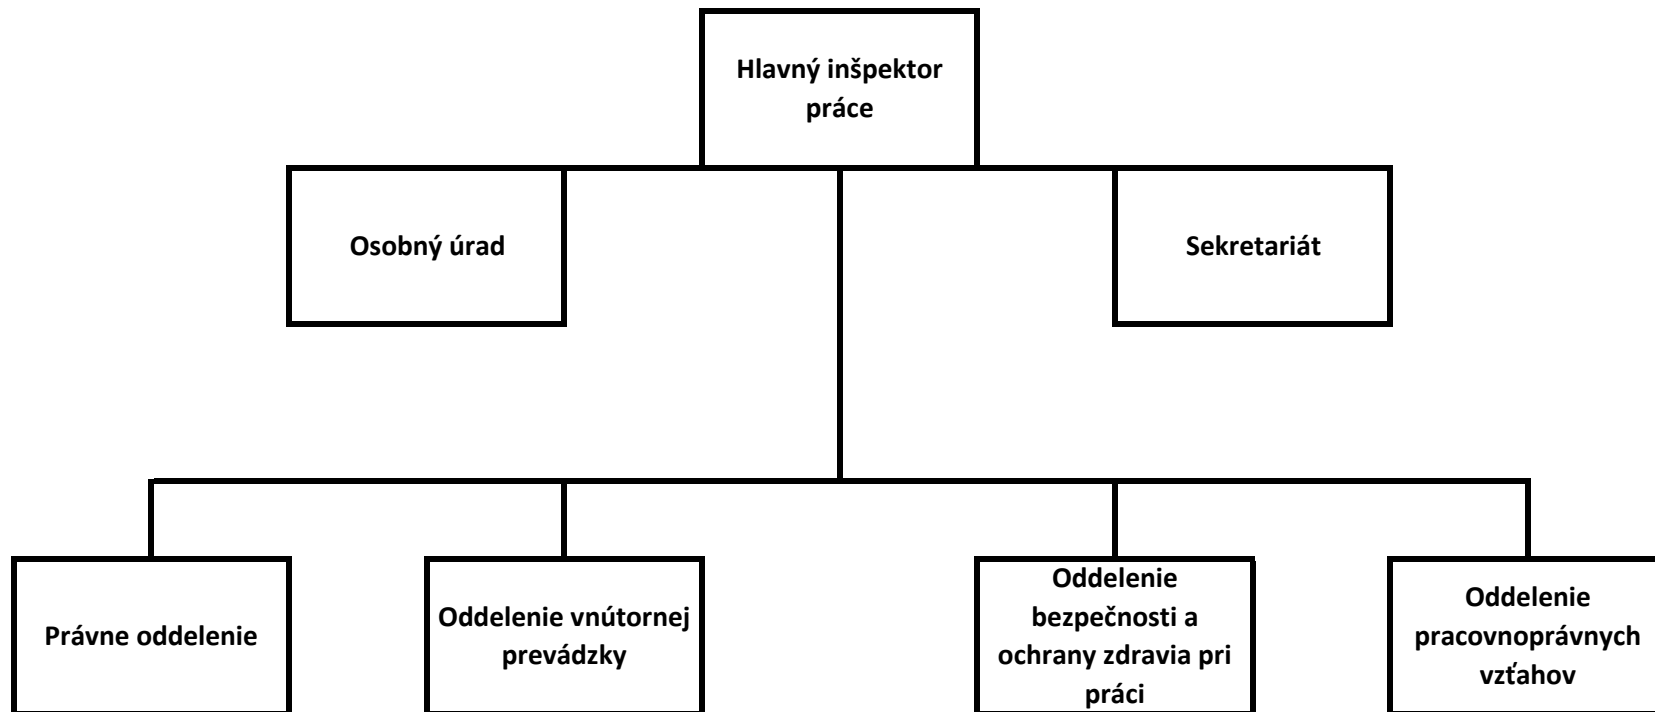 Hlavný inšpektor
práce
Osobný úrad
Sekretariát
Právne oddelenie
Oddelenie vnútornej
prevádzky
Oddelenie
bezpečnosti a
ochrany zdravia pri
práci
Oddelenie
pracovnoprávnych
vzťahov